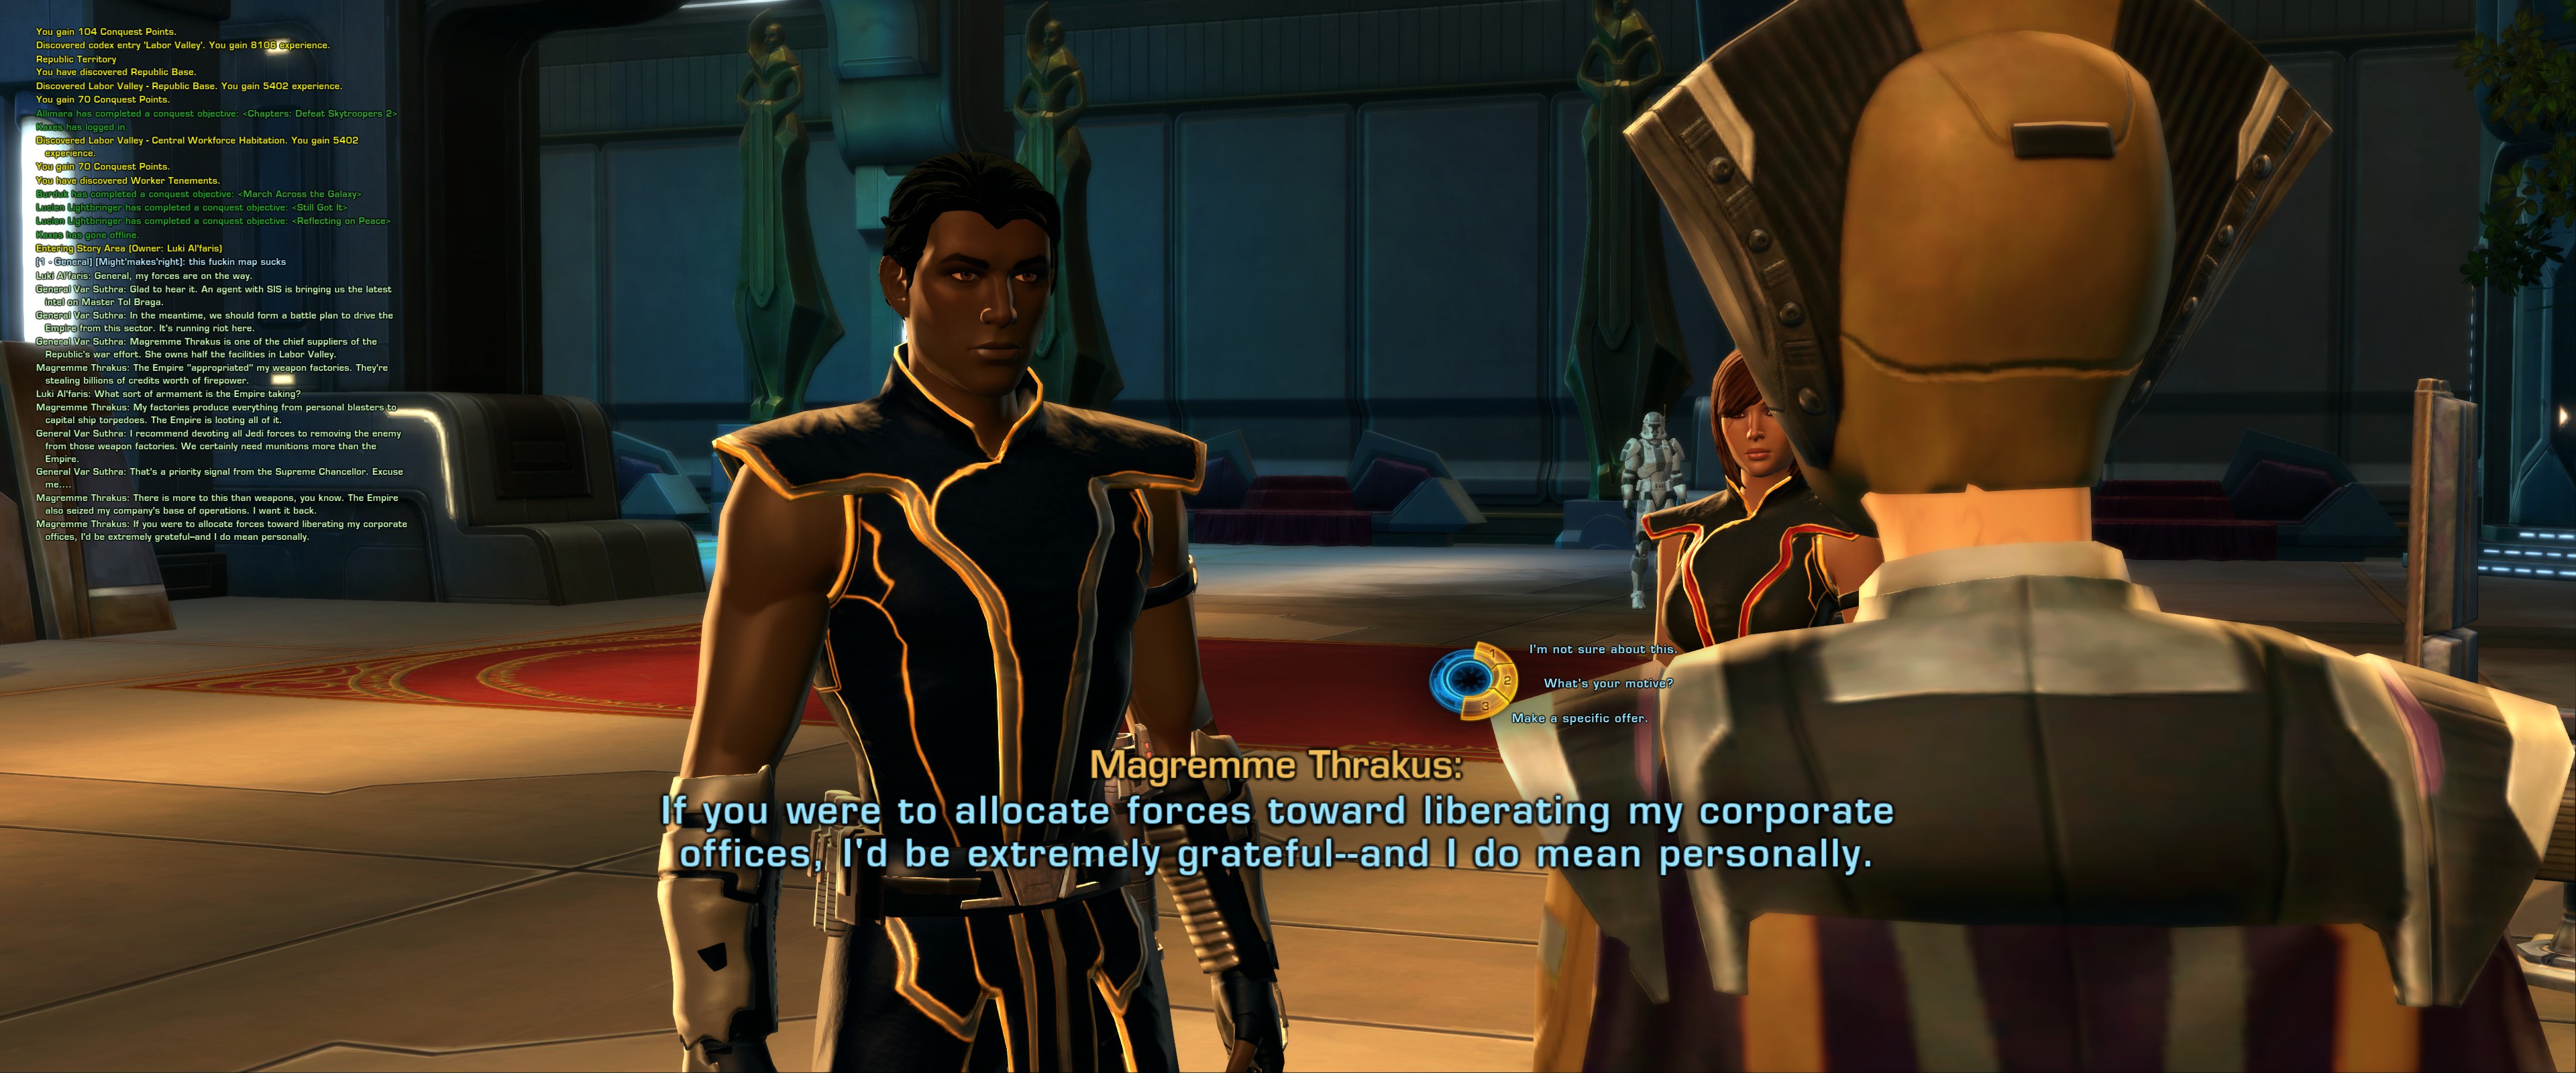 You gain 104 Conquest Points.
Discovered codex entry 'Labor Valley'. You gain 8106 experience.
Republic Territory
You have discovered Republic Base.
Discovered Labor Valley - Republic Base. You gain 5402 experience.
You gain 70 Conquest Points.
Allimara has completed a conquest objective: <Chapters: Defeat Skytroopers 2>
Kaxes has logged in.
Discovered Labor Valley - Central Workforce Habitation. You gain 5402
experience.
You gain 70 Conquest Points.
You have discovered Worker Tenements.
Burduk has completed a conquest objective: <March Across the Galaxy>
Lucien Lightbringer has completed a conquest objective: <Still Got It>
Lucien Lightbringer has completed a conquest objective: <Reflecting on Peace>
Kaxes has gone offline.
Entering Story Area (Owner: Luki Al'faris)
[1 - General] [Might'makes'right]: this fuckin map sucks
Luki Al'faris: General, my forces are on the way.
General Var Suthra: Glad to hear it. An agent with SIS is bringing us the latest
intel on Master Tol Braga.
General Var Suthra: In the meantime, we should form a battle plan to drive the
Empire from this sector. It's running riot here.
General Var Suthra: Magremme Thrakus is one of the chief suppliers of the
Republic's war effort. She owns half the facilities in Labor Valley.
Magremme Thrakus: The Empire "appropriated" my weapon factories. They're
stealing billions of credits worth of firepower.
Luki Al'faris: What sort of armament is the Empire taking?
Magremme Thrakus: My factories produce everything from personal blasters to
capital ship torpedoes. The Empire is looting all of it.
General Var Suthra: I recommend devoting all Jedi forces to removing the enemy
from those weapon factories. We certainly need munitions more than the
Empire.
General Var Suthra: That's a priority signal from the Supreme Chancellor. Excuse
me....
Magremme Thrakus: There is more to this than weapons, you know. The Empire
also seized my company's base of operations. I want it back.
Magremme Thrakus: If you were to allocate forces toward liberating my corporate
offices, I'd be extremely grateful--and I do mean personally.
1 I'm not sure about this.
2 What's your motive?
3 Make a specific offer.
Magremme Thrakus:
If you were to allocate forces toward liberating my corporate
offices, I'd be extremely grateful--and I do mean personally.